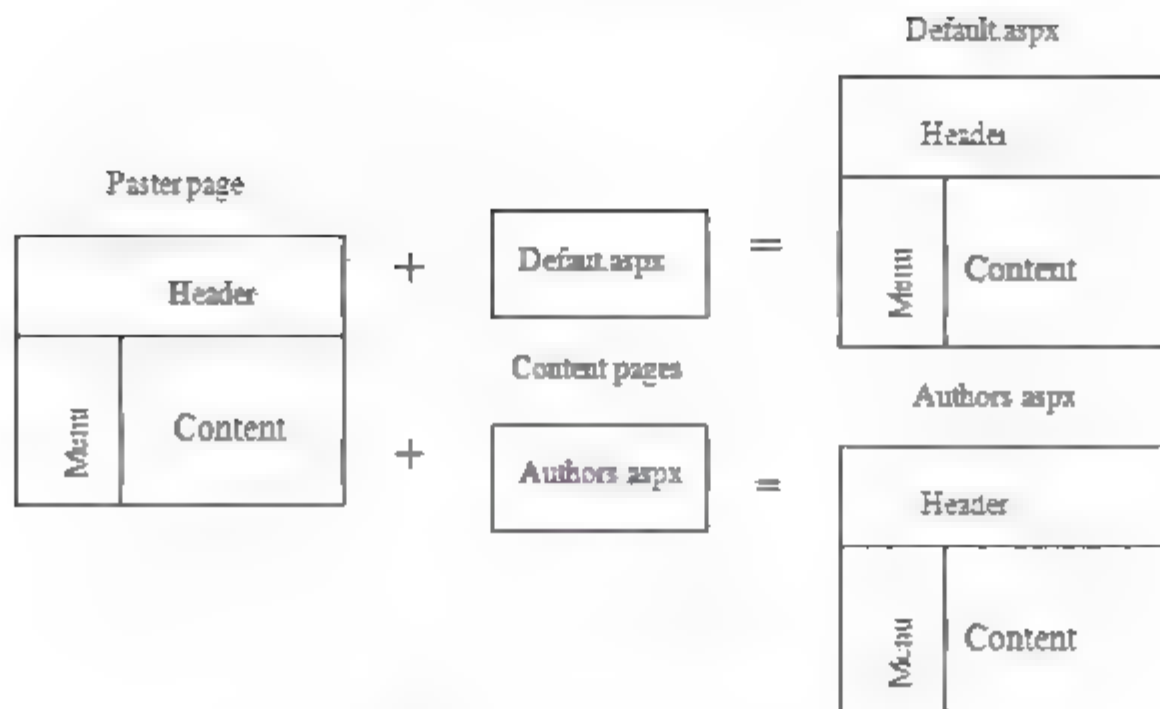 Paster page
Header
Menu
Content
+
Defaut.aspx
=
Content pages
+
Authors aspx
=
Default.aspx
Header
Menu
Content
Authors aspx
Header
Menu
Content